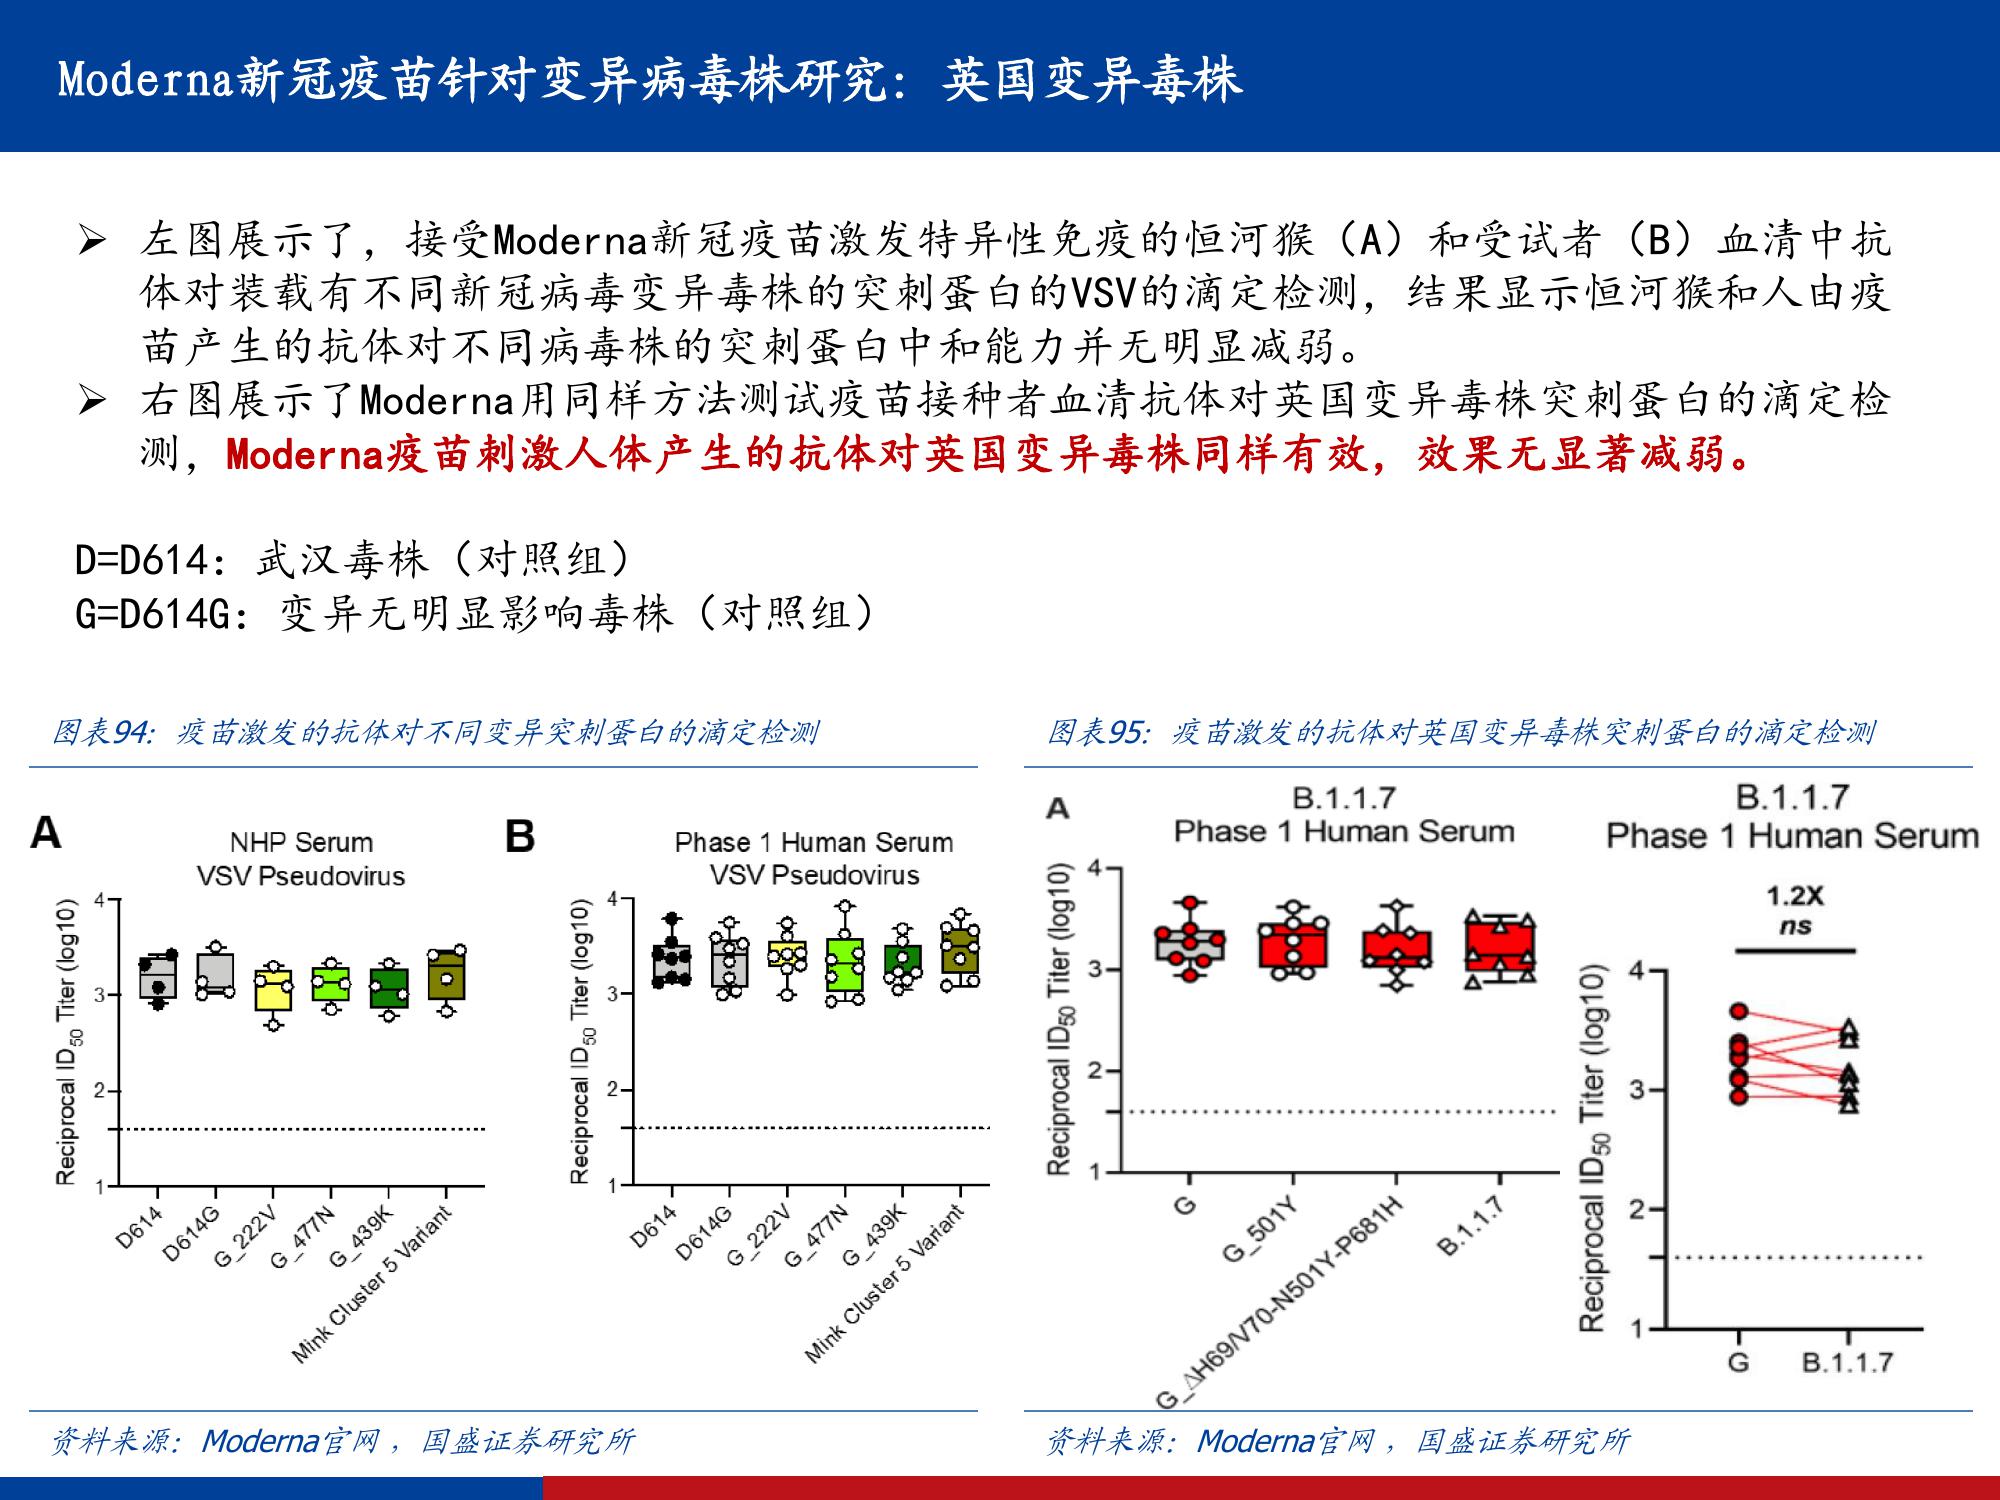 Moderna新冠疫苗针对变异病毒株研究：英国变异毒株
➢ 左图展示了，接受Moderna新冠疫苗激发特异性免疫的恒河猴（A）和受试者（B）血清中抗
体对装载有不同新冠病毒变异毒株的突刺蛋白的VSV的滴定检测，结果显示恒河猴和人由疫
苗产生的抗体对不同病毒株的突刺蛋白中和能力并无明显减弱。
➢ 右图展示了Moderna用同样方法测试疫苗接种者血清抗体对英国变异毒株突刺蛋白的滴定检
测，Moderna疫苗刺激人体产生的抗体对英国变异毒株同样有效，效果无显著减弱。
D=D614：武汉毒株（对照组）
G=D614G：变异无明显影响毒株（对照组）
图表94：疫苗激发的抗体对不同变异突刺蛋白的滴定检测
A
NHP Serum
VSV Pseudovirus
Reciprocal ID50 Titer (log10)
4
3
2
1
D614
D614G
G_222V
G_477N
G_439K
Mink Cluster 5 Variant
B
Phase 1 Human Serum
VSV Pseudovirus
Reciprocal ID50 Titer (log10)
4
3
2
1
D614
D614G
G_222V
G_477N
G_439K
Mink Cluster 5 Variant
资料来源：Moderna官网，国盛证券研究所
图表95：疫苗激发的抗体对英国变异毒株突刺蛋白的滴定检测
A
B.1.1.7
Phase 1 Human Serum
Reciprocal ID50 Titer (log10)
4
3
2
1
G
G_501Y
G_ΔH69/V70-N501Y-P681H
B.1.1.7
B.1.1.7
Phase 1 Human Serum
1.2X
ns
Reciprocal ID50 Titer (log10)
4
3
2
1
G
B.1.1.7
资料来源：Moderna官网，国盛证券研究所